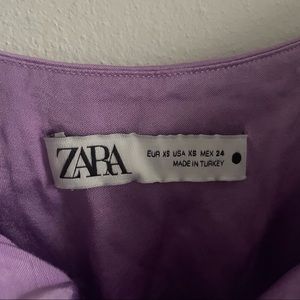 ZARA
EUR XS USA XS MEX 24
MADE IN TURKEY